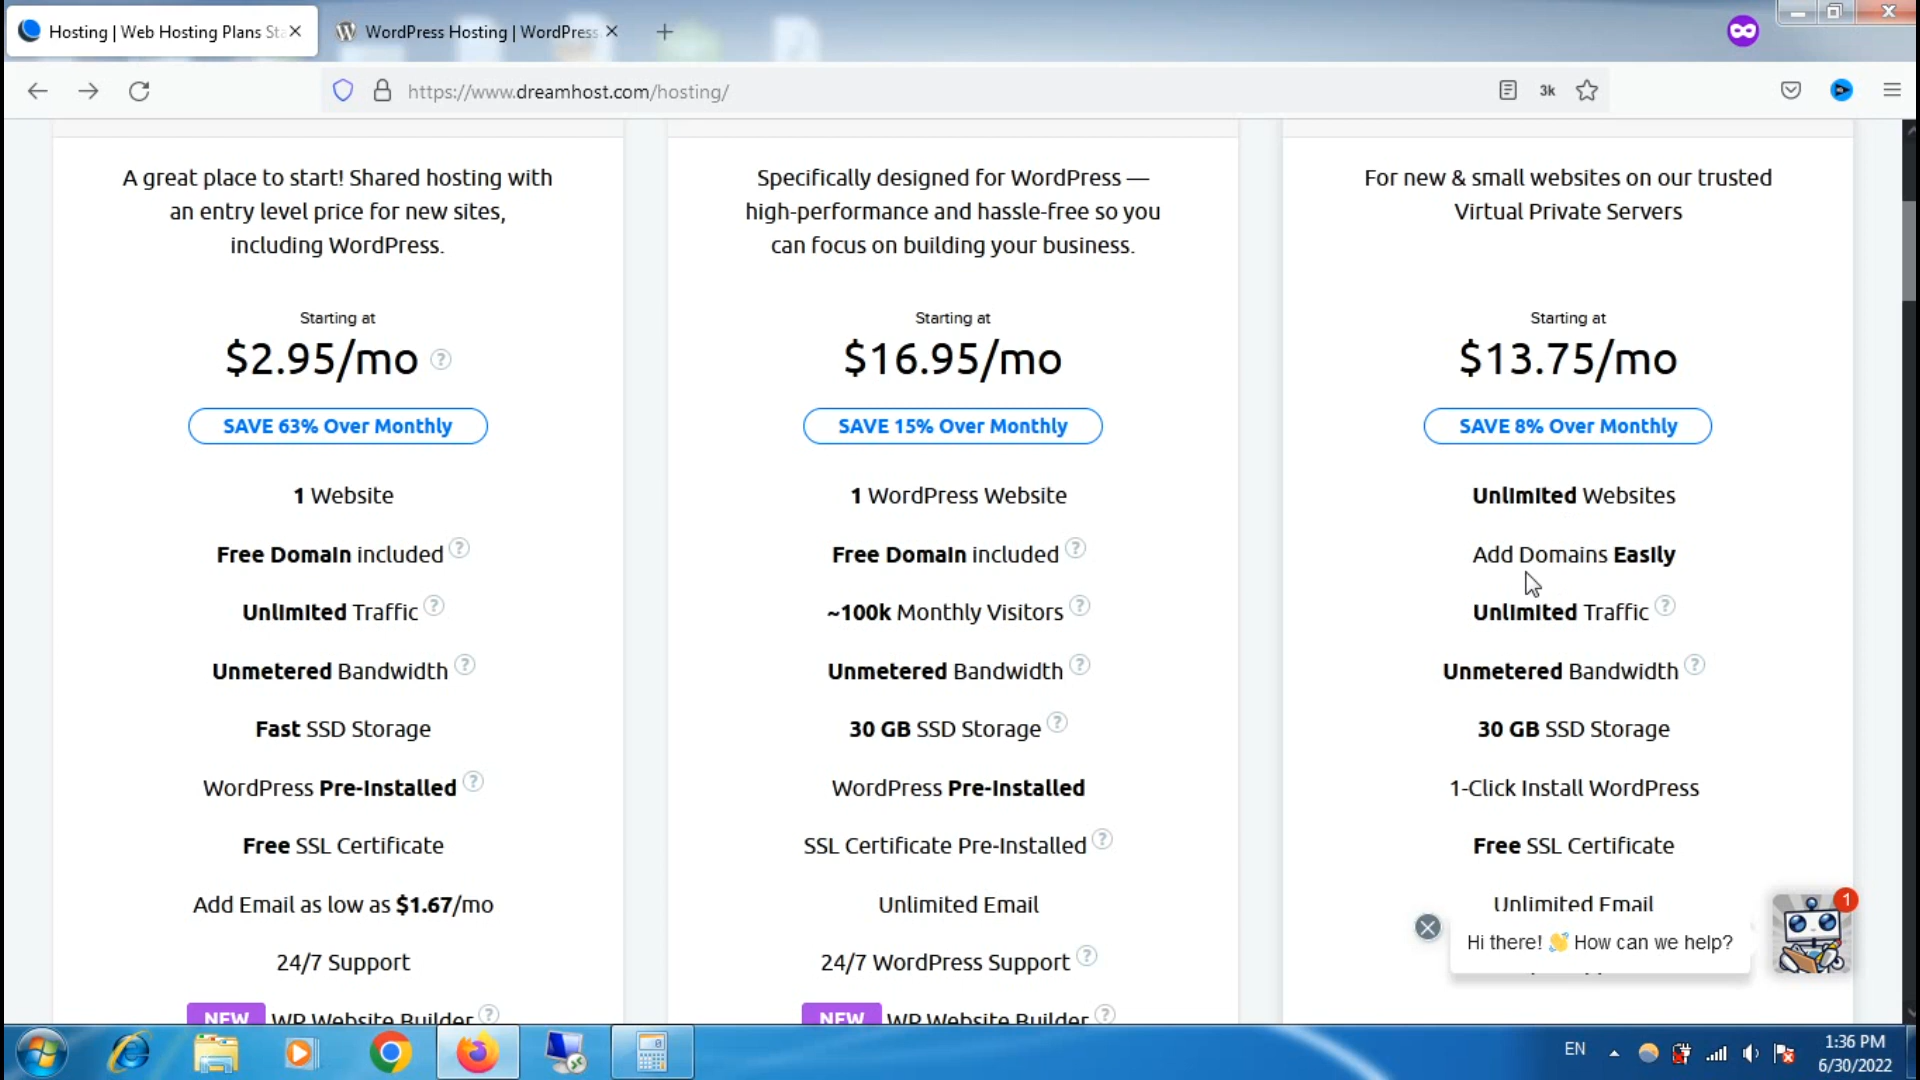 Hosting | Web Hosting Plans Sta
WordPress Hosting | WordPress
https://www.dreamhost.com/hosting/
3k
A great place to start! Shared hosting with
an entry level price for new sites,
including WordPress.
Starting at
$2.95/mo ?
SAVE 63% Over Monthly
1 Website
Free Domain included ?
Unlimited Traffic ?
Unmetered Bandwidth ?
Fast SSD Storage
WordPress Pre-Installed ?
Free SSL Certificate
Add Email as low as $1.67/mo
24/7 Support
NEW WP Website Builder ?
Specifically designed for WordPress —
high-performance and hassle-free so you
can focus on building your business.
Starting at
$16.95/mo
SAVE 15% Over Monthly
1 WordPress Website
Free Domain included ?
~100k Monthly Visitors ?
Unmetered Bandwidth ?
30 GB SSD Storage ?
WordPress Pre-Installed
SSL Certificate Pre-Installed ?
Unlimited Email
24/7 WordPress Support ?
NEW WP Website Builder ?
For new & small websites on our trusted
Virtual Private Servers
Starting at
$13.75/mo
SAVE 8% Over Monthly
Unlimited Websites
Add Domains Easily
Unlimited Traffic ?
Unmetered Bandwidth ?
30 GB SSD Storage
1-Click Install WordPress
Free SSL Certificate
Unlimited Email
Hi there! 👋 How can we help?
1
EN
1:36 PM
6/30/2022